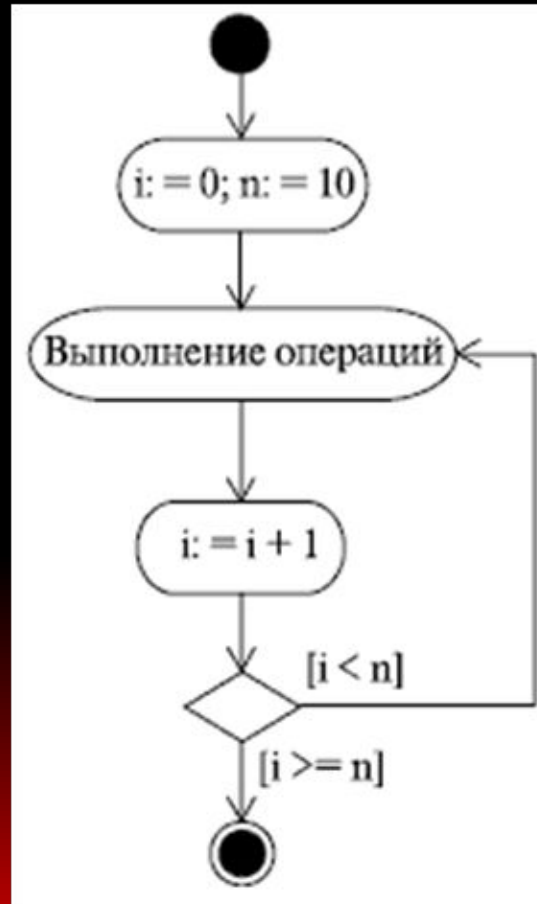 i: = 0; n: = 10
Выполнение операций
i: = i + 1
[i < n]
[i >= n]